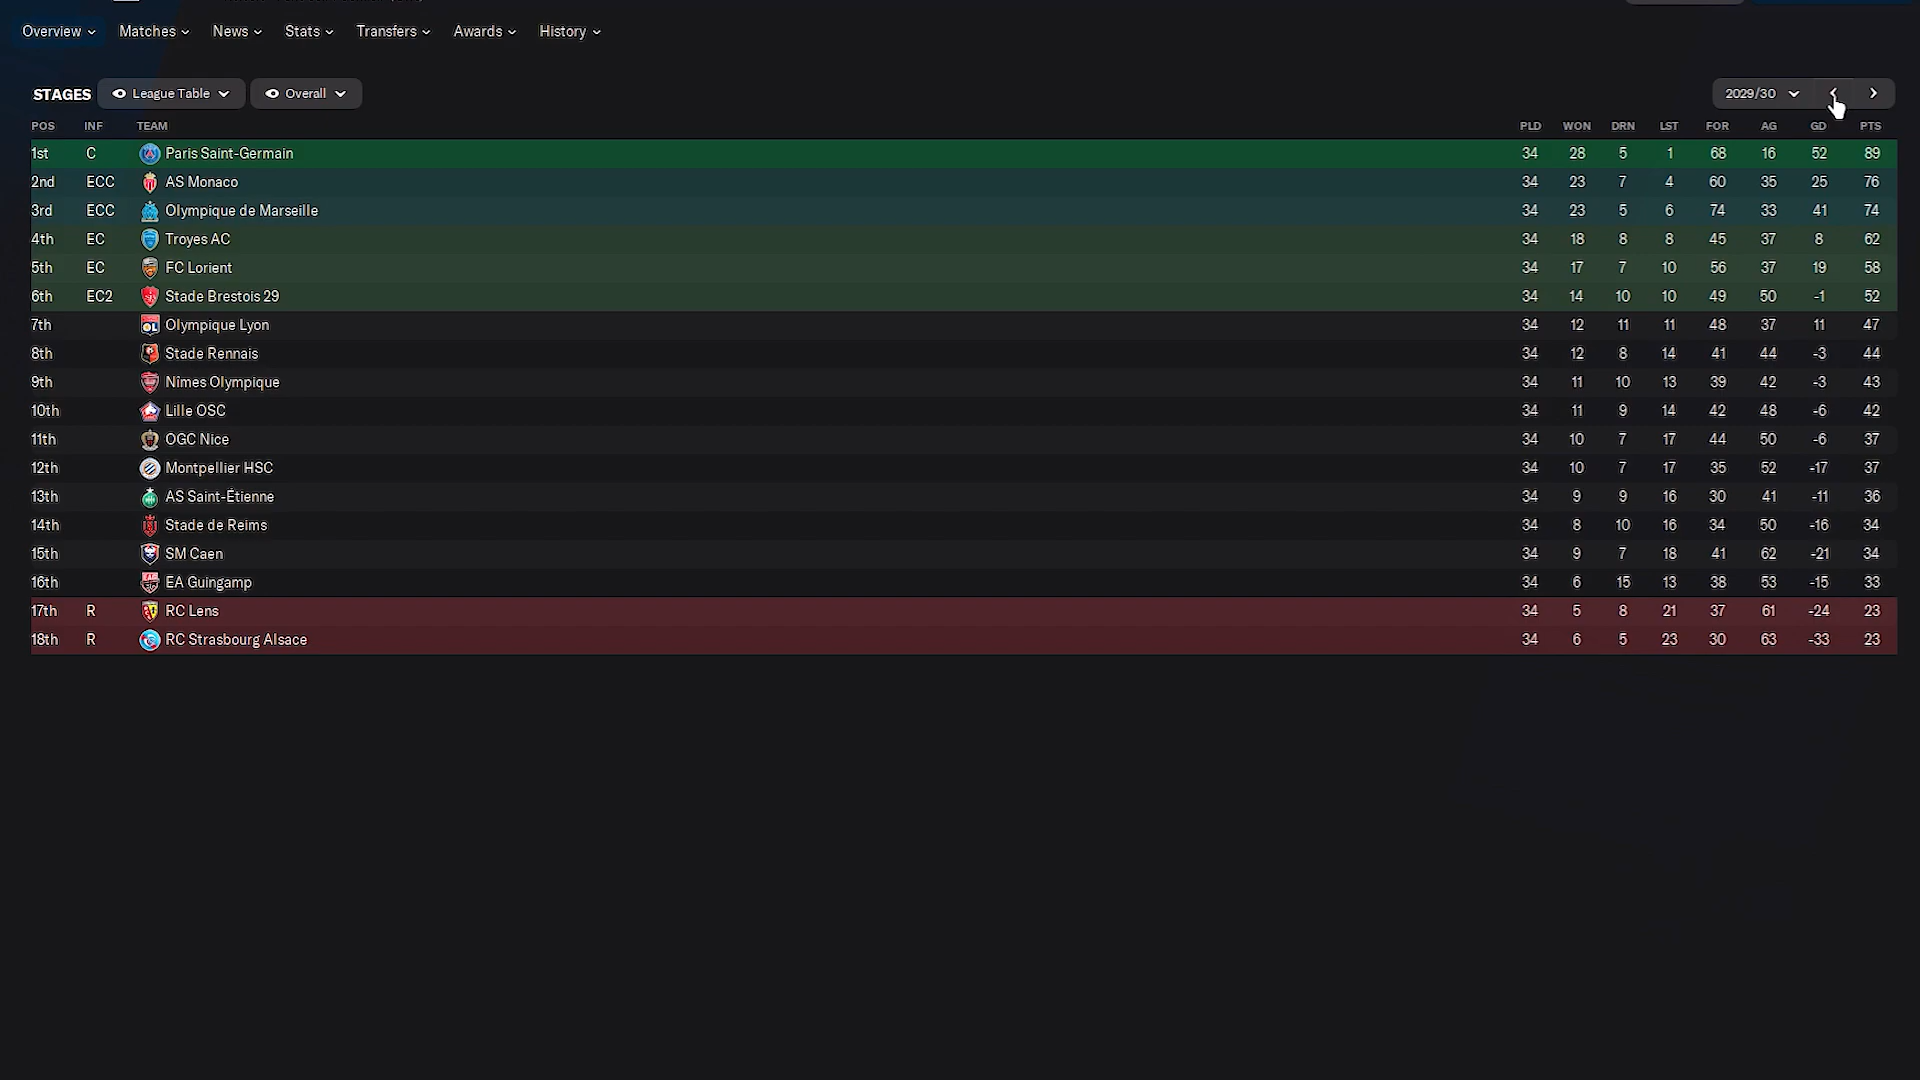 Overview Matches News Stats Transfers Awards History
STAGES League Table Overall 2029/30
POS INF TEAM PLD WON DRN LST FOR AG GD PTS
1st C Paris Saint-Germain 34 28 5 1 68 16 52 89
2nd ECC AS Monaco 34 23 7 4 60 35 25 76
3rd ECC Olympique de Marseille 34 23 5 6 74 33 41 74
4th EC Troyes AC 34 18 8 8 45 37 8 62
5th EC FC Lorient 34 17 7 10 56 37 19 58
6th EC2 Stade Brestois 29 34 14 10 10 49 50 -1 52
7th Olympique Lyon 34 12 11 11 48 37 11 47
8th Stade Rennais 34 12 8 14 41 44 -3 44
9th Nîmes Olympique 34 11 10 13 39 42 -3 43
10th Lille OSC 34 11 9 14 42 48 -6 42
11th OGC Nice 34 10 7 17 44 50 -6 37
12th Montpellier HSC 34 10 7 17 35 52 -17 37
13th AS Saint-Étienne 34 9 9 16 30 41 -11 36
14th Stade de Reims 34 8 10 16 34 50 -16 34
15th SM Caen 34 9 7 18 41 62 -21 34
16th EA Guingamp 34 6 15 13 38 53 -15 33
17th R RC Lens 34 5 8 21 37 61 -24 23
18th R RC Strasbourg Alsace 34 6 5 23 30 63 -33 23